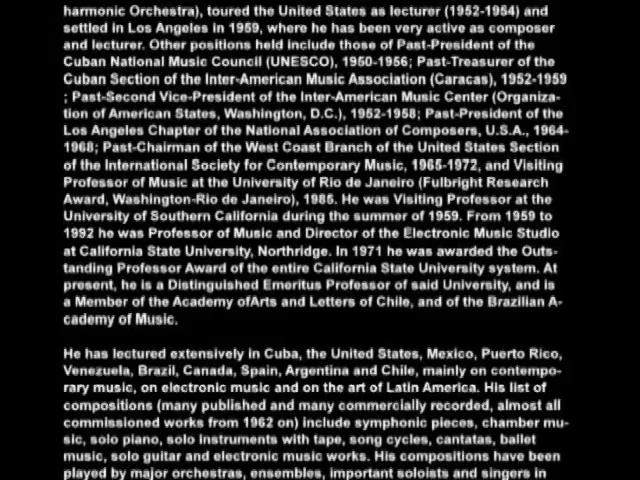 harmonic Orchestra), toured the United States as lecturer (1952-1954) and
settled in Los Angeles in 1959, where he has been very active as composer
and lecturer. Other positions held include those of Past-President of the
Cuban National Music Council (UNESCO), 1950-1956; Past-Treasurer of the
Cuban Section of the Inter-American Music Association (Caracas), 1952-1959
; Past-Second Vice-President of the Inter-American Music Center (Organiza-
tion of American States, Washington, D.C.), 1952-1958; Past-President of the
Los Angeles Chapter of the National Association of Composers, U.S.A., 1964-
1968; Past-Chairman of the West Coast Branch of the United States Section
of the International Society for Contemporary Music, 1965-1972, and Visiting
Professor of Music at the University of Rio de Janeiro (Fulbright Research
Award, Washington-Rio de Janeiro), 1985. He was Visiting Professor at the
University of Southern California during the summer of 1959. From 1959 to
1992 he was Professor of Music and Director of the Electronic Music Studio
at California State University, Northridge. In 1971 he was awarded the Outs-
tanding Professor Award of the entire California State University system. At
present, he is a Distinguished Emeritus Professor of said University, and is
a Member of the Academy ofArts and Letters of Chile, and of the Brazilian A-
cademy of Music.
He has lectured extensively in Cuba, the United States, Mexico, Puerto Rico,
Venezuela, Brazil, Canada, Spain, Argentina and Chile, mainly on contempo-
rary music, on electronic music and on the art of Latin America. His list of
compositions (many published and many commercially recorded, almost all
commissioned works from 1962 on) include symphonic pieces, chamber mu-
sic, solo piano, solo instruments with tape, song cycles, cantatas, ballet
music, solo guitar and electronic music works. His compositions have been
played by major orchestras, ensembles, important soloists and singers in